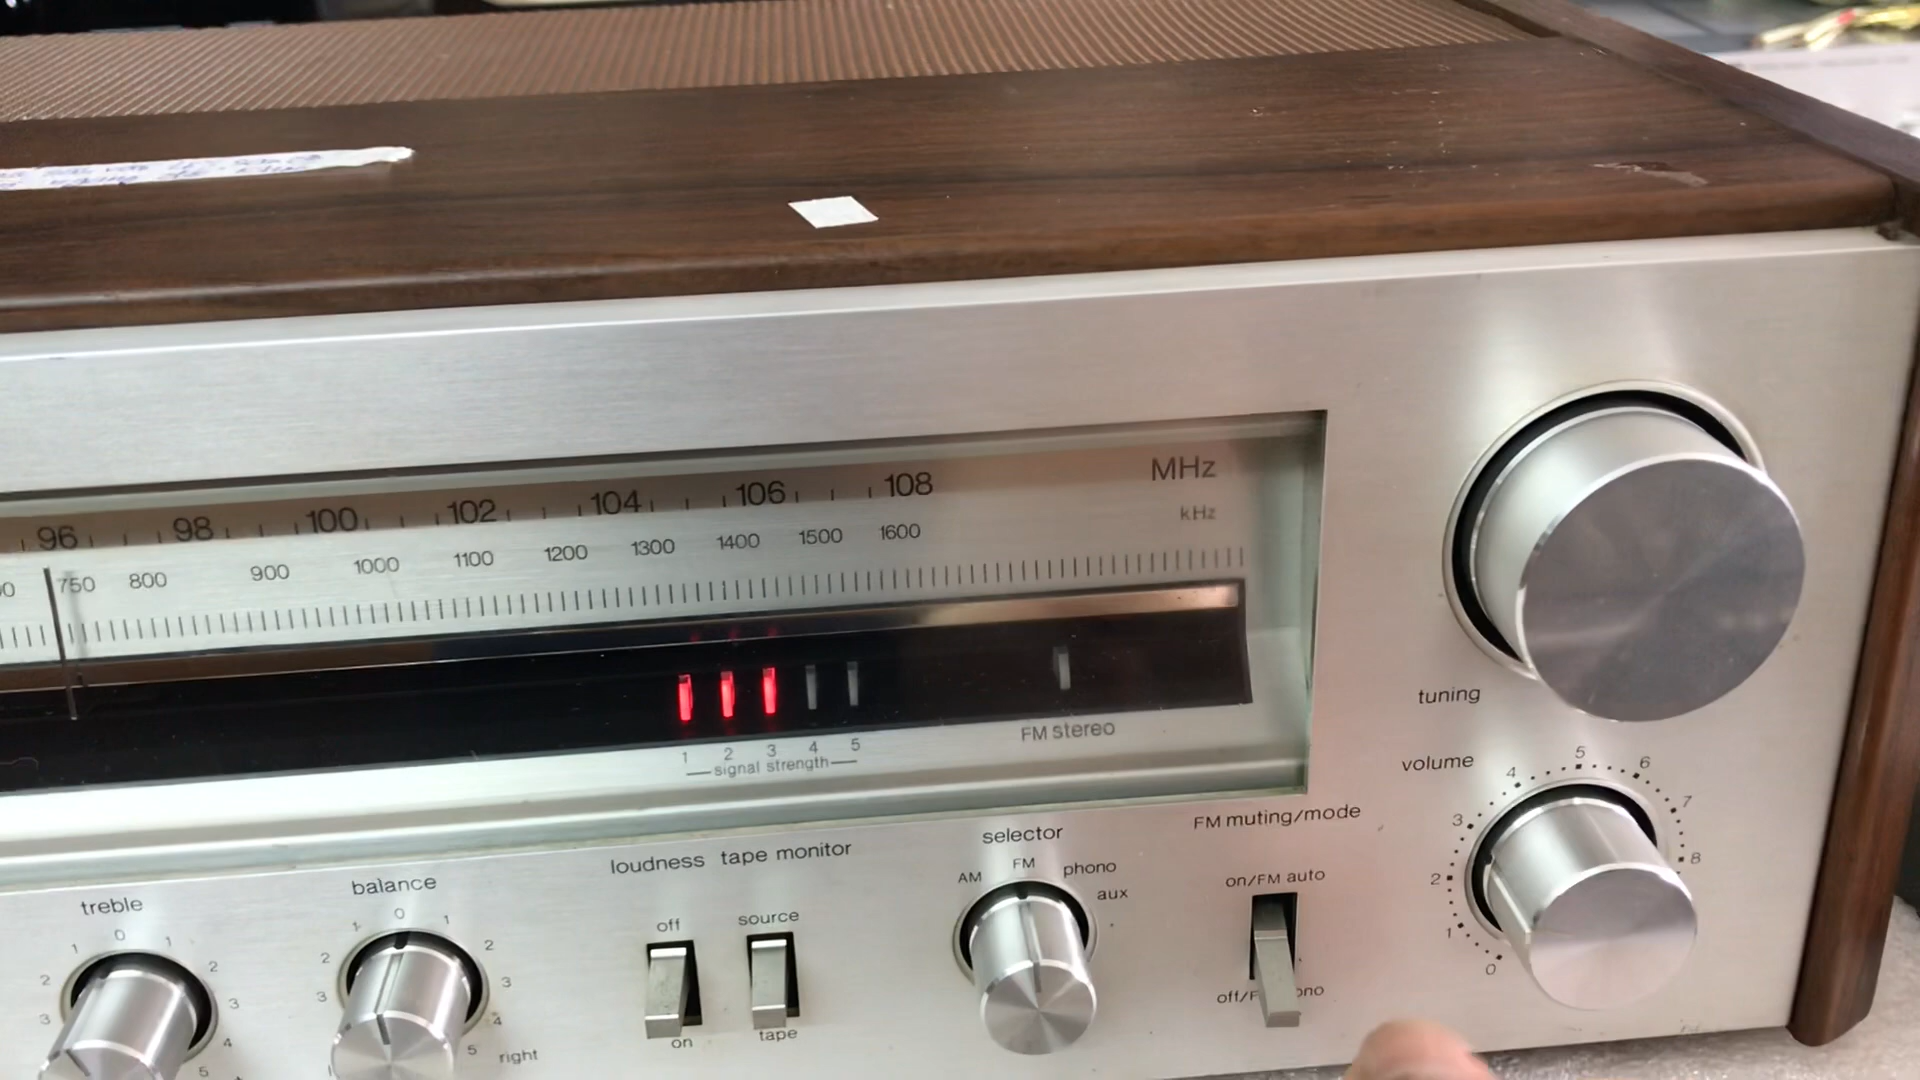 96 98 100 102 104 106 108 MHz
750 800 900 1000 1100 1200 1300 1400 1500 1600 kHz
1 2 3 4 5
signal strength
FM stereo
tuning
volume
0 1 2 3 4 5 6 7 8
treble
3 2 1 0 1 2 3 4 5
balance
3 2 1 0 1 2 3 4 5 right
loudness
off
on
tape monitor
source
tape
selector
AM FM phono aux
FM muting/mode
on/FM auto
off/F